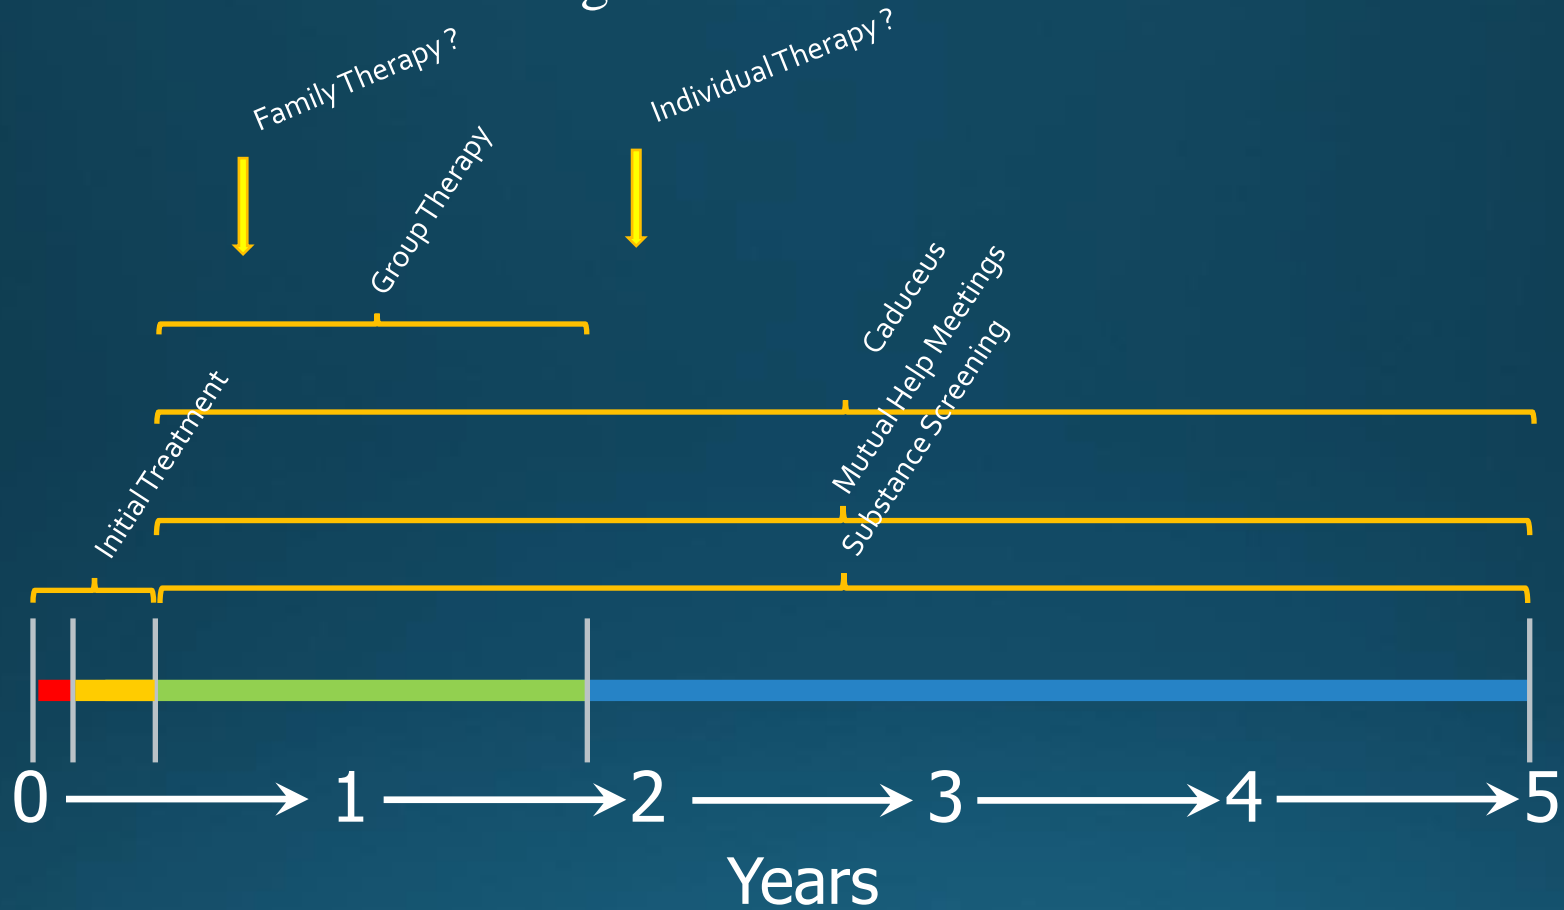 Family Therapy ?
Individual Therapy ?
Group Therapy
Caduceus
Mutual Help Meetings
Substance Screening
Initial Treatment
0 1 2 3 4 5
Years